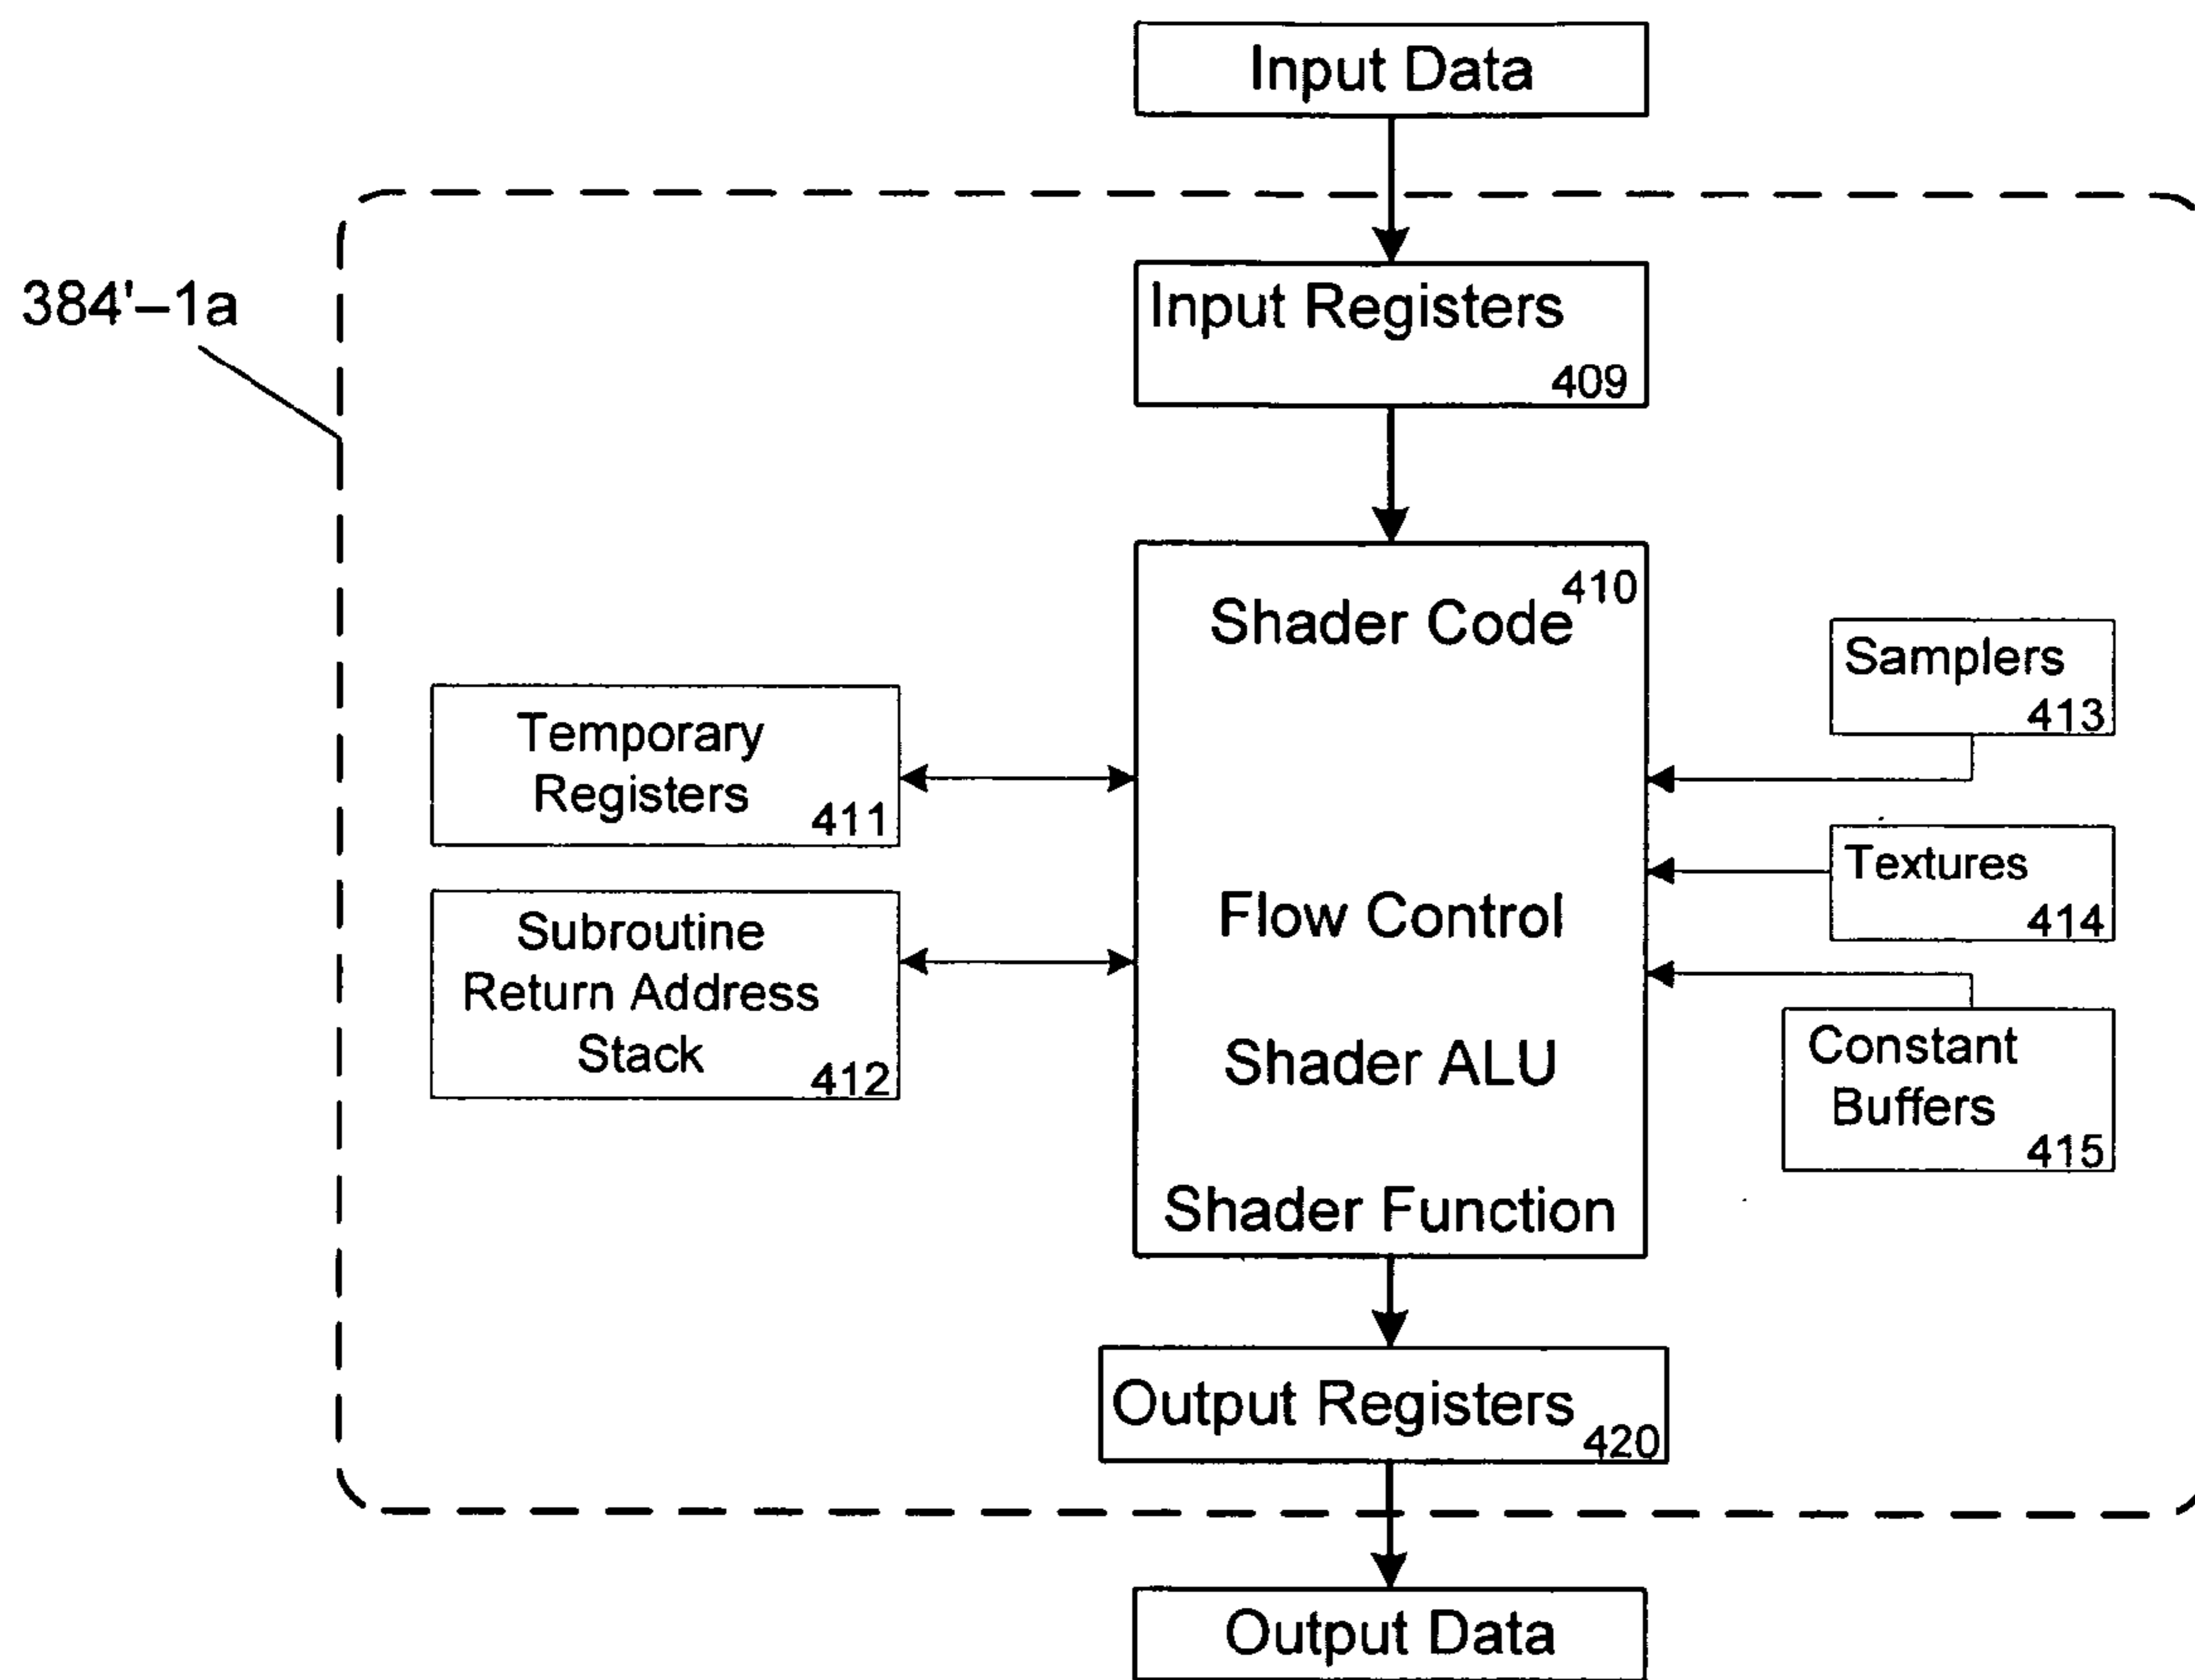 Input Data
384'–1a
Input Registers
409
410
Shader Code
Flow Control
Shader ALU
Shader Function
Temporary
Registers
411
Subroutine
Return Address
Stack
412
Samplers
413
Textures
414
Constant
Buffers
415
Output Registers
420
Output Data